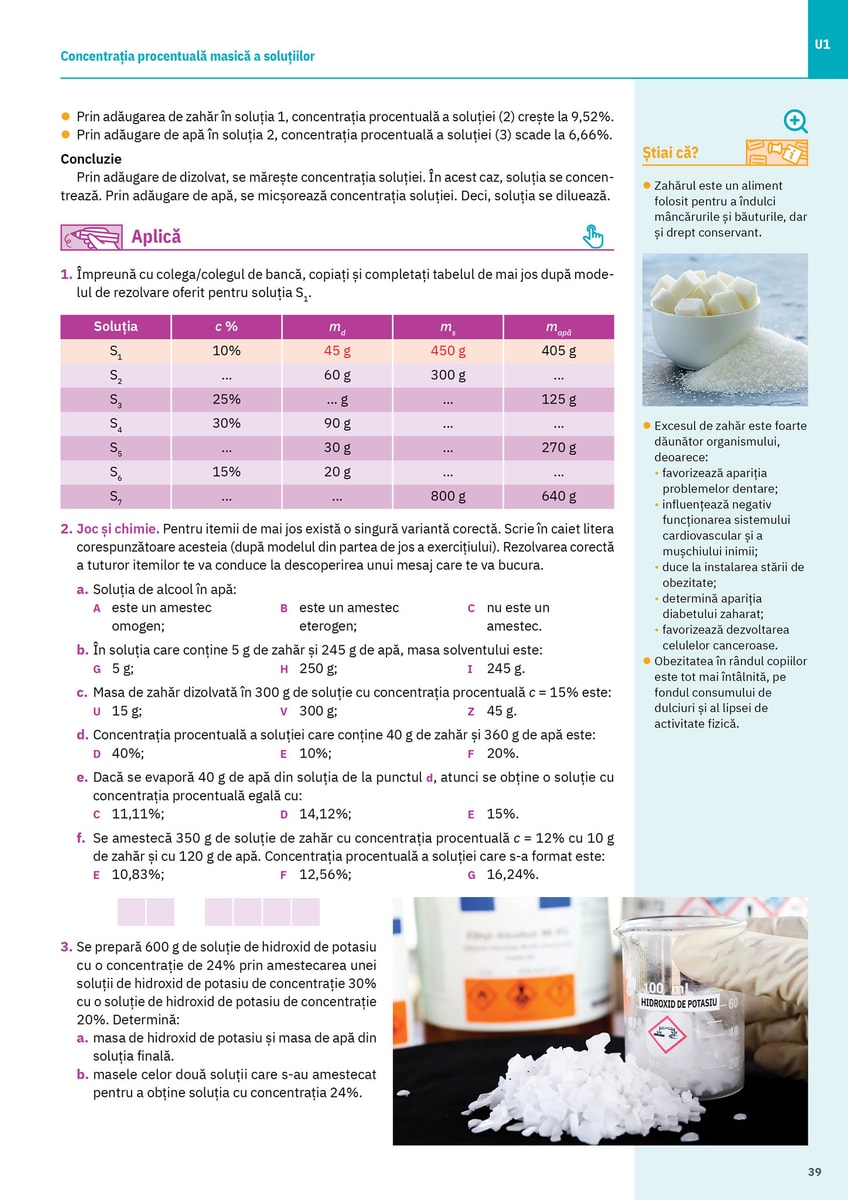 U1
Concentrația procentuală masică a soluțiilor
• Prin adăugarea de zahăr în soluția 1, concentrația procentuală a soluției (2) crește la 9,52%.
• Prin adăugare de apă în soluția 2, concentrația procentuală a soluției (3) scade la 6,66%.
Concluzie
Prin adăugare de dizolvat, se mărește concentrația soluției. În acest caz, soluția se concen-
trează. Prin adăugare de apă, se micșorează concentrația soluției. Deci, soluția se diluează.
Aplică
1. Împreună cu colega/colegul de bancă, copiați și completați tabelul de mai jos după mode-
lul de rezolvare oferit pentru soluția S₁.
Soluția c % m_d m_s m_apă
S₁ 10% 45 g 450 g 405 g
S₂ ... 60 g 300 g ...
S₃ 25% ... g ... 125 g
S₄ 30% 90 g ... ...
S₅ ... 30 g ... 270 g
S₆ 15% 20 g ... ...
S₇ ... ... 800 g 640 g
2. Joc și chimie. Pentru itemii de mai jos există o singură variantă corectă. Scrie în caiet litera
corespunzătoare acesteia (după modelul din partea de jos a exercițiului). Rezolvarea corectă
a tuturor itemilor te va conduce la descoperirea unui mesaj care te va bucura.
a. Soluția de alcool în apă:
A este un amestec B este un amestec C nu este un
omogen; eterogen; amestec.
b. În soluția care conține 5 g de zahăr și 245 g de apă, masa solventului este:
G 5 g; H 250 g; I 245 g.
c. Masa de zahăr dizolvată în 300 g de soluție cu concentrația procentuală c = 15% este:
U 15 g; V 300 g; Z 45 g.
d. Concentrația procentuală a soluției care conține 40 g de zahăr și 360 g de apă este:
D 40%; E 10%; F 20%.
e. Dacă se evaporă 40 g de apă din soluția de la punctul d, atunci se obține o soluție cu
concentrația procentuală egală cu:
C 11,11%; D 14,12%; E 15%.
f. Se amestecă 350 g de soluție de zahăr cu concentrația procentuală c = 12% cu 10 g
de zahăr și cu 120 g de apă. Concentrația procentuală a soluției care s-a format este:
E 10,83%; F 12,56%; G 16,24%.
3. Se prepară 600 g de soluție de hidroxid de potasiu
cu o concentrație de 24% prin amestecarea unei
soluții de hidroxid de potasiu de concentrație 30%
cu o soluție de hidroxid de potasiu de concentrație
20%. Determină:
a. masa de hidroxid de potasiu și masa de apă din
soluția finală.
b. masele celor două soluții care s-au amestecat
pentru a obține soluția cu concentrația 24%.
Știai că?
• Zahărul este un aliment
folosit pentru a îndulci
mâncărurile și băuturile, dar
și drept conservant.
• Excesul de zahăr este foarte
dăunător organismului,
deoarece:
• favorizează apariția
problemelor dentare;
• influențează negativ
funcționarea sistemului
cardiovascular și a
mușchiului inimii;
• duce la instalarea stării de
obezitate;
• determină apariția
diabetului zaharat;
• favorizează dezvoltarea
celulelor canceroase.
• Obezitatea în rândul copiilor
este tot mai întâlnită, pe
fondul consumului de
dulciuri și al lipsei de
activitate fizică.
100 ml
HIDROXID DE POTASIU
60
40
20
39